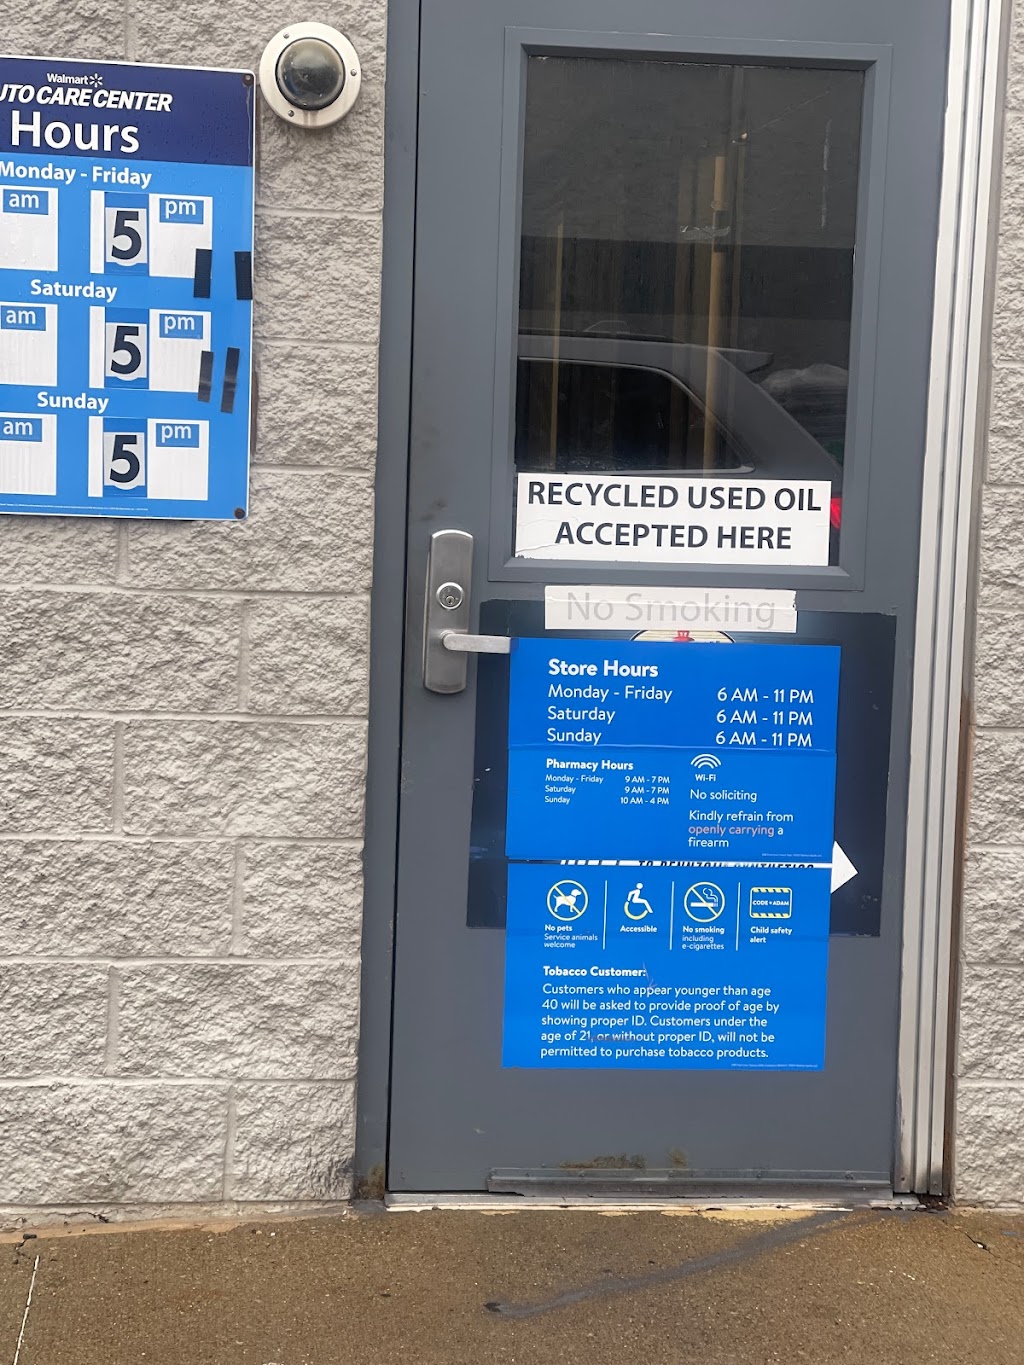 Walmart
UTO CARE CENTER
Hours
Monday - Friday
am 5 pm
Saturday
am 5 pm
Sunday
am 5 pm
RECYCLED USED OIL
ACCEPTED HERE
No Smoking
Store Hours
Monday - Friday 6 AM - 11 PM
Saturday 6 AM - 11 PM
Sunday 6 AM - 11 PM
Pharmacy Hours
Monday - Friday 9 AM - 7 PM
Saturday 9 AM - 7 PM
Sunday 10 AM - 4 PM
Wi-Fi
No soliciting
Kindly refrain from
openly carrying a
firearm
No pets
Service animals
welcome
Accessible
No smoking
including
e-cigarettes
CODE ADAM
Child safety
alert
Tobacco Customer:
Customers who appear younger than age
40 will be asked to provide proof of age by
showing proper ID. Customers under the
age of 21, or without proper ID, will not be
permitted to purchase tobacco products.